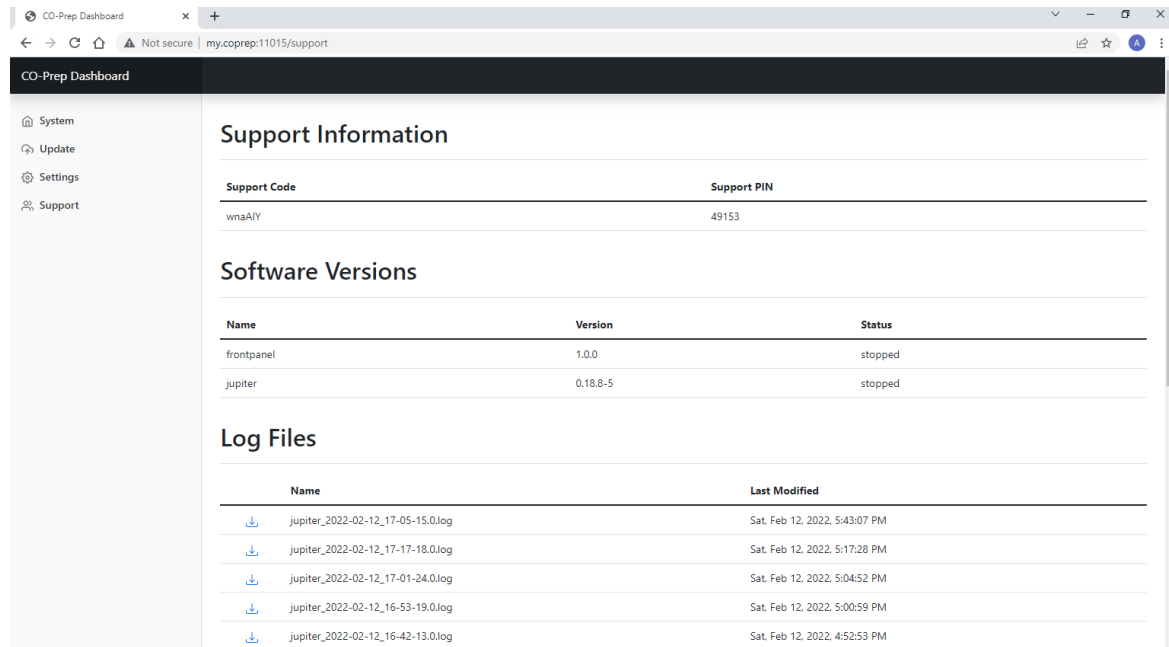 CO-Prep Dashboard
Not secure | my.coprep:11015/support
A
CO-Prep Dashboard
System
Update
Settings
Support
Support Information
Support Code Support PIN
wnaAIY 49153
Software Versions
Name Version Status
frontpanel 1.0.0 stopped
jupiter 0.18.8-5 stopped
Log Files
Name Last Modified
jupiter_2022-02-12_17-05-15.0.log Sat, Feb 12, 2022, 5:43:07 PM
jupiter_2022-02-12_17-17-18.0.log Sat, Feb 12, 2022, 5:17:28 PM
jupiter_2022-02-12_17-01-24.0.log Sat, Feb 12, 2022, 5:04:52 PM
jupiter_2022-02-12_16-53-19.0.log Sat, Feb 12, 2022, 5:00:59 PM
jupiter_2022-02-12_16-42-13.0.log Sat, Feb 12, 2022, 4:52:53 PM